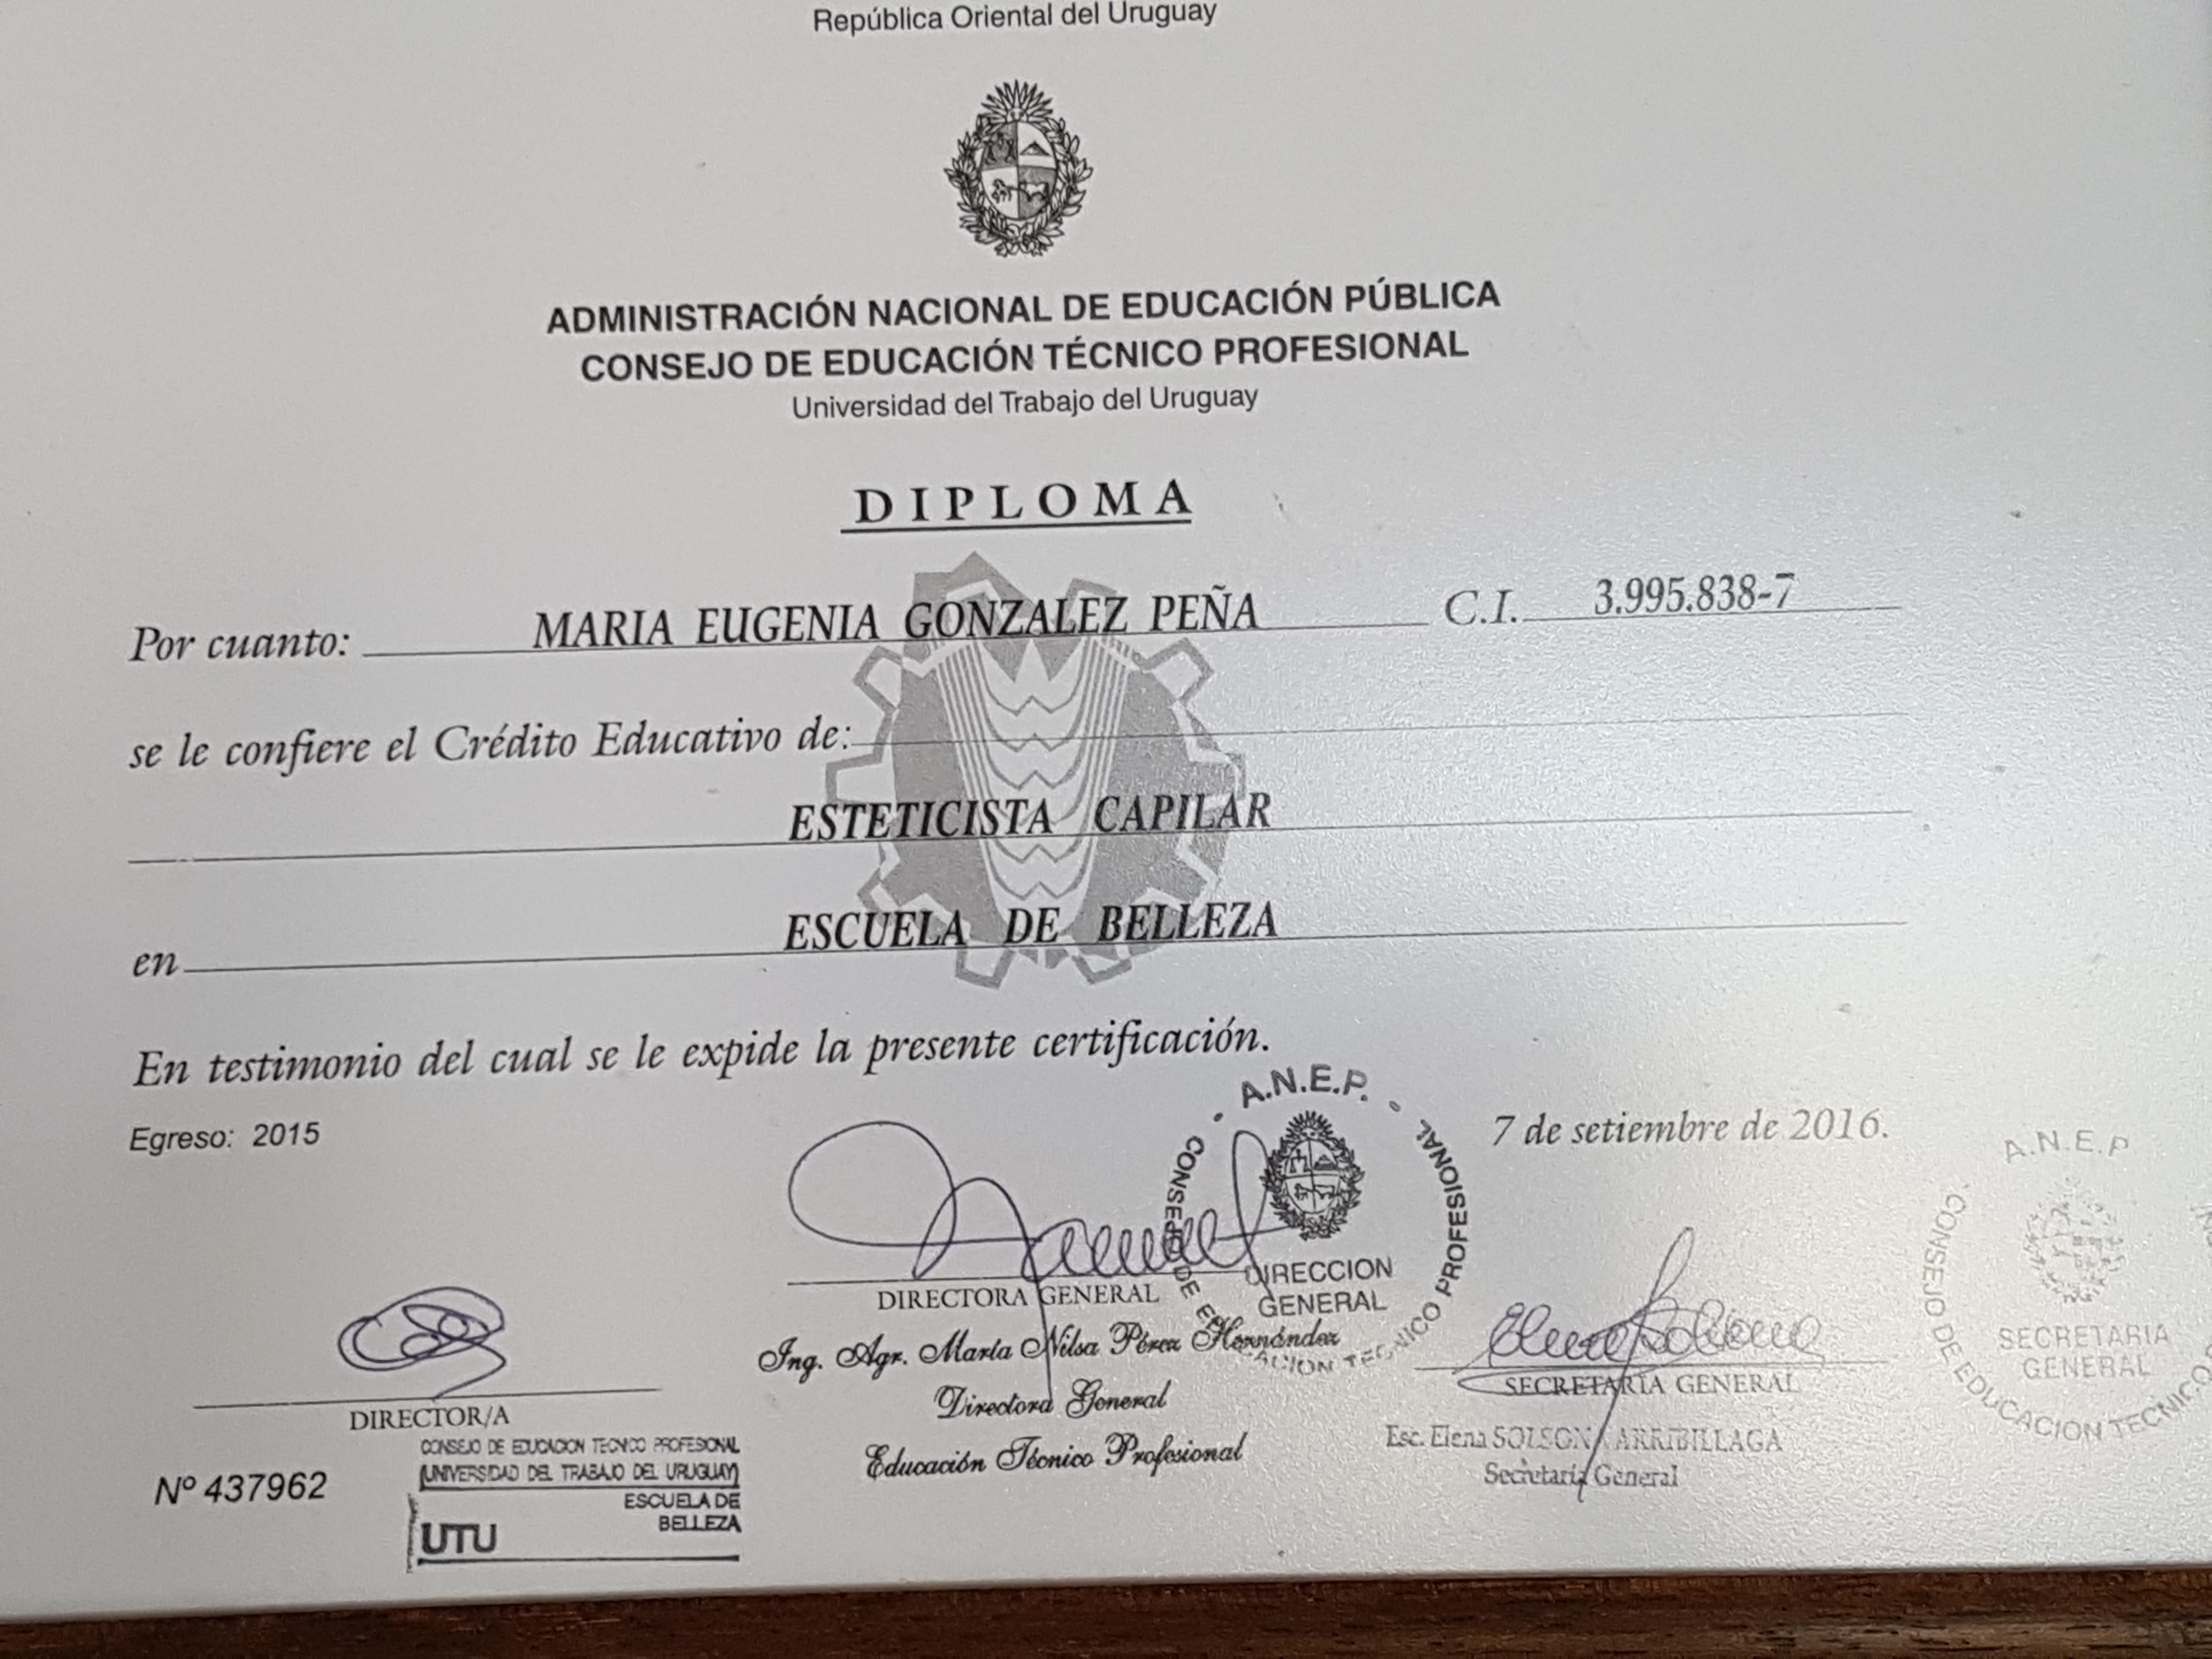 República Oriental del Uruguay
ADMINISTRACIÓN NACIONAL DE EDUCACIÓN PÚBLICA
CONSEJO DE EDUCACIÓN TÉCNICO PROFESIONAL
Universidad del Trabajo del Uruguay
DIPLOMA
Por cuanto: MARIA EUGENIA GONZALEZ PEÑA C.I. 3.995.838-7
se le confiere el Crédito Educativo de:
ESTETICISTA CAPILAR
en ESCUELA DE BELLEZA
En testimonio del cual se le expide la presente certificación.
Egreso: 2015
7 de setiembre de 2016.
A.N.E.P. - CONSEJO DE EDUCACION TECNICO PROFESIONAL
DIRECCION
GENERAL
A.N.E.P
CONSEJO DE EDUCACION TECNICO
SECRETARIA
GENERAL
DIRECTORA GENERAL
Ing. Agr. María Nilsa Pérez Hernández
Directora General
Educación Técnico Profesional
SECRETARIA GENERAL
Esc. Elena SOLSONA ARRIBILLAGA
Secretaria General
DIRECTOR/A
CONSEJO DE EDUCACION TECNICO PROFESIONAL
(UNIVERSIDAD DEL TRABAJO DEL URUGUAY)
ESCUELA DE
BELLEZA
UTU
Nº 437962